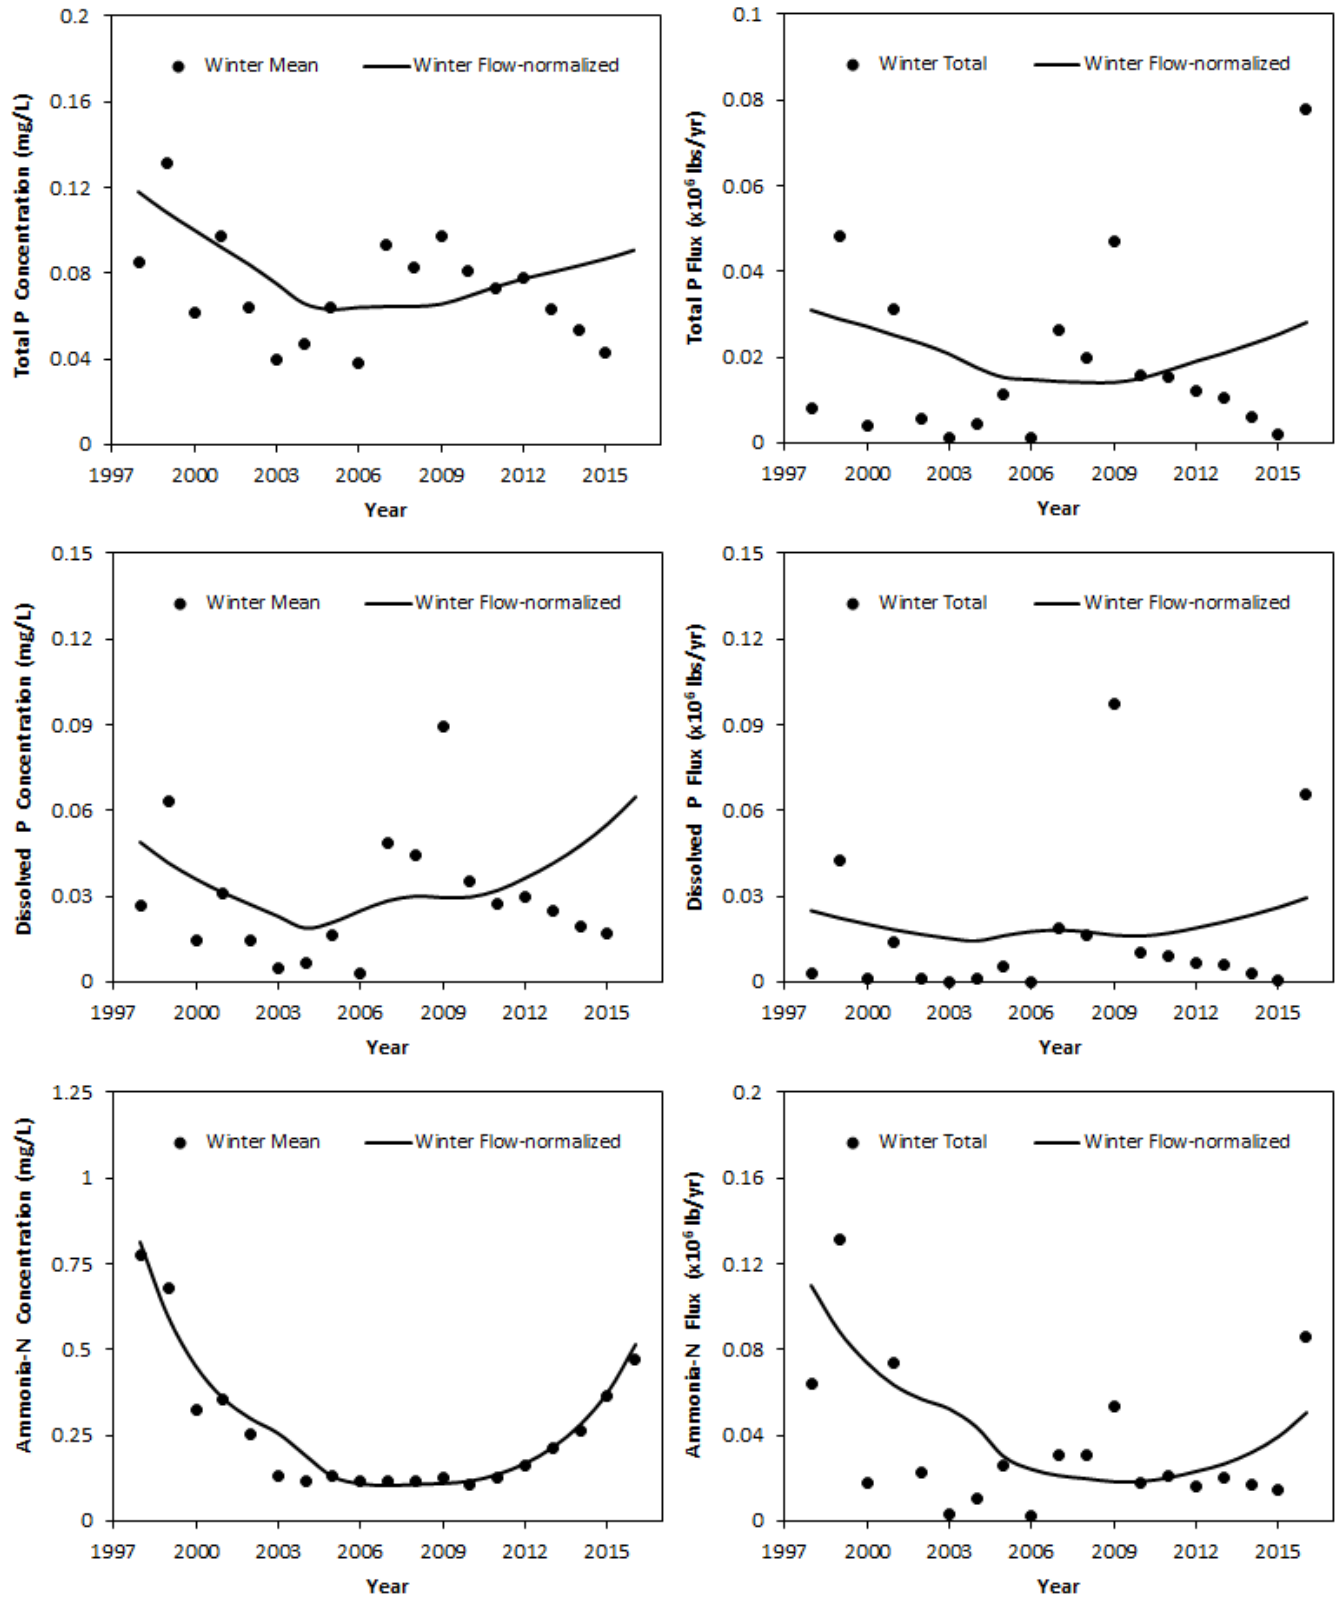 Total P Concentration (mg/L)
0.2
0.16
0.12
0.08
0.04
0
Winter Mean Winter Flow-normalized
1997 2000 2003 2006 2009 2012 2015
Year
Total P Flux (x10⁶ lbs/yr)
0.1
0.08
0.06
0.04
0.02
0
Winter Total Winter Flow-normalized
1997 2000 2003 2006 2009 2012 2015
Year
Dissolved P Concentration (mg/L)
0.15
0.12
0.09
0.06
0.03
0
Winter Mean Winter Flow-normalized
1997 2000 2003 2006 2009 2012 2015
Year
Dissolved P Flux (x10⁶ lbs/yr)
0.15
0.12
0.09
0.06
0.03
0
Winter Total Winter Flow-normalized
1997 2000 2003 2006 2009 2012 2015
Year
Ammonia-N Concentration (mg/L)
1.25
1
0.75
0.5
0.25
0
Winter Mean Winter Flow-normalized
1997 2000 2003 2006 2009 2012 2015
Year
Ammonia-N Flux (x10⁶ lb/yr)
0.2
0.16
0.12
0.08
0.04
0
Winter Total Winter Flow-normalized
1997 2000 2003 2006 2009 2012 2015
Year